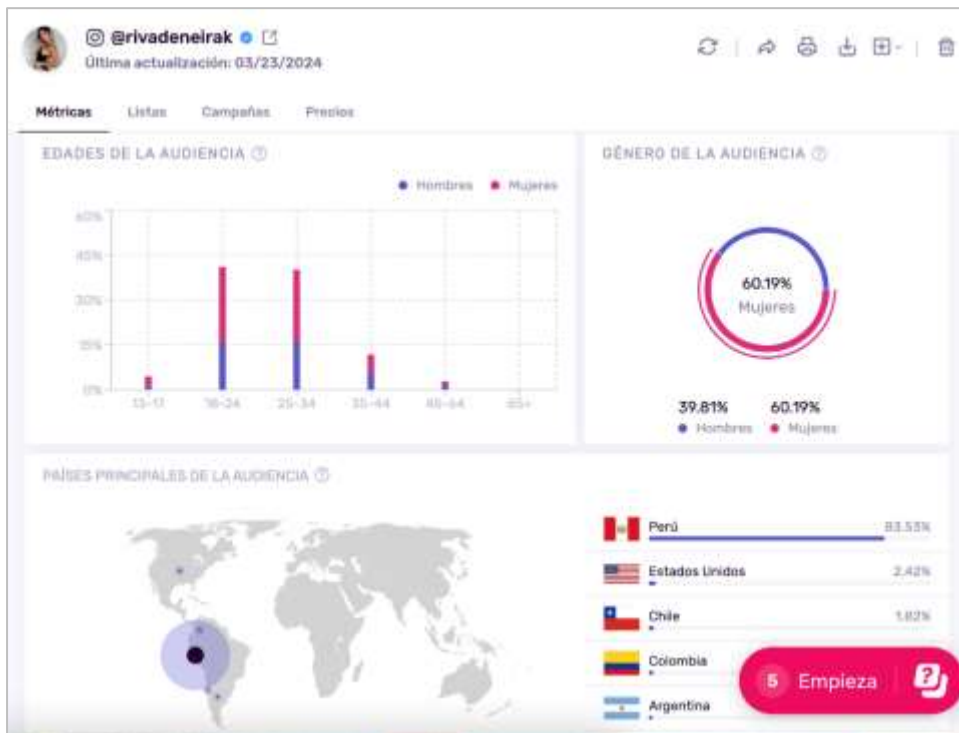 @rivadeneirak
Última actualización: 03/23/2024
Métricas Listas Campañas Precios
EDADES DE LA AUDIENCIA
Hombres Mujeres
60%
45%
30%
15%
0%
13-17 18-24 25-34 35-44 45-64 65+
GÉNERO DE LA AUDIENCIA
60.19%
Mujeres
39.81% 60.19%
Hombres Mujeres
PAÍSES PRINCIPALES DE LA AUDIENCIA
Perú 83.53%
Estados Unidos 2.42%
Chile 1.82%
Colombia
Argentina
5 Empieza